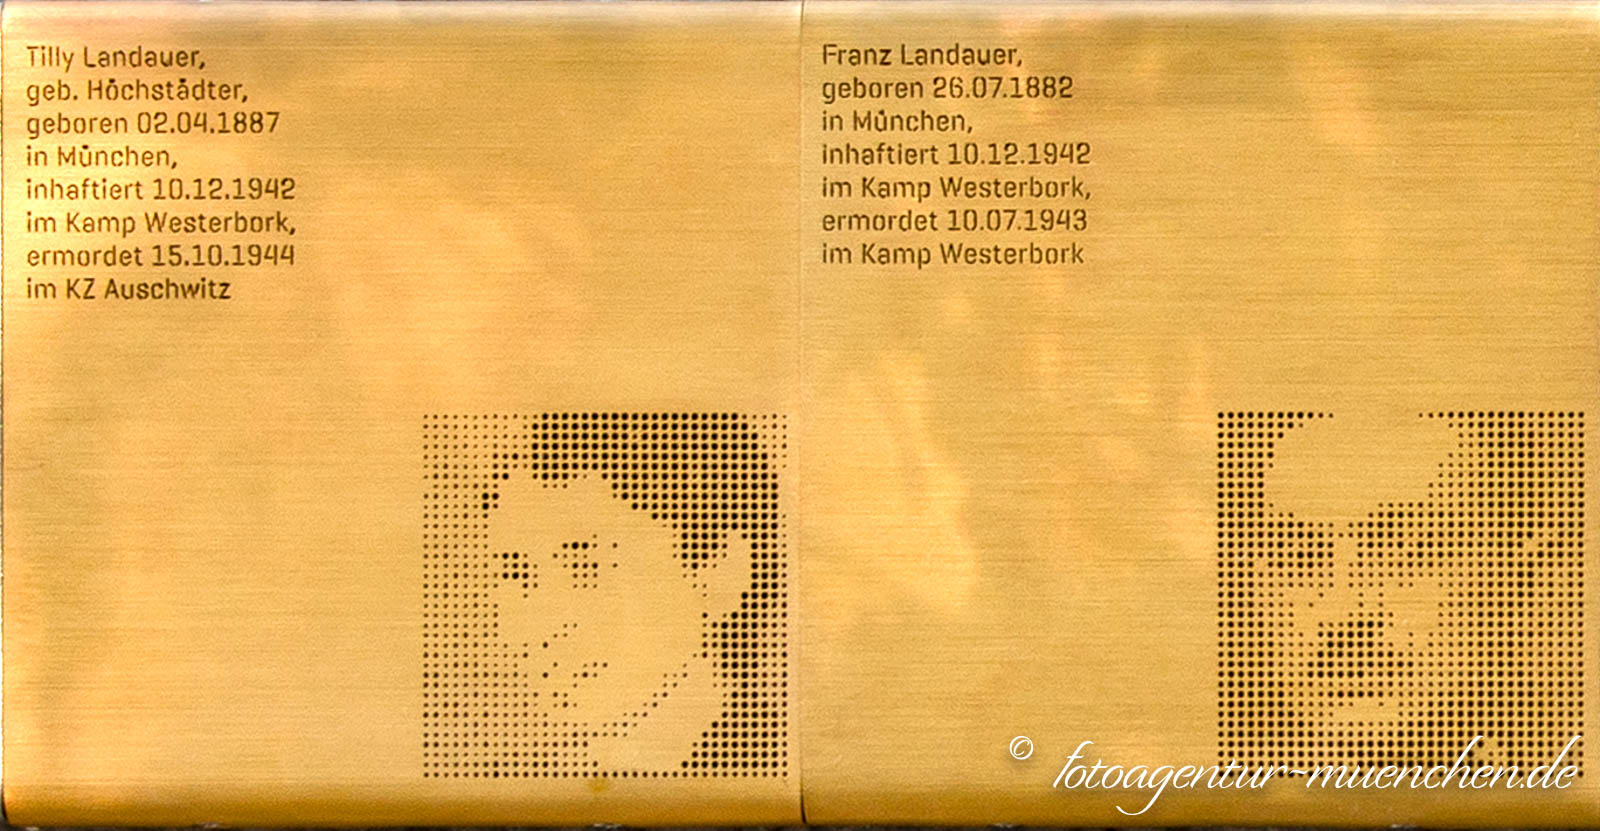 Tilly Landauer,
geb. Höchstädter,
geboren 02.04.1887
in München,
inhaftiert 10.12.1942
im Kamp Westerbork,
ermordet 15.10.1944
im KZ Auschwitz
Franz Landauer,
geboren 26.07.1882
in München,
inhaftiert 10.12.1942
im Kamp Westerbork,
ermordet 10.07.1943
im Kamp Westerbork
© fotoagentur-muenchen.de